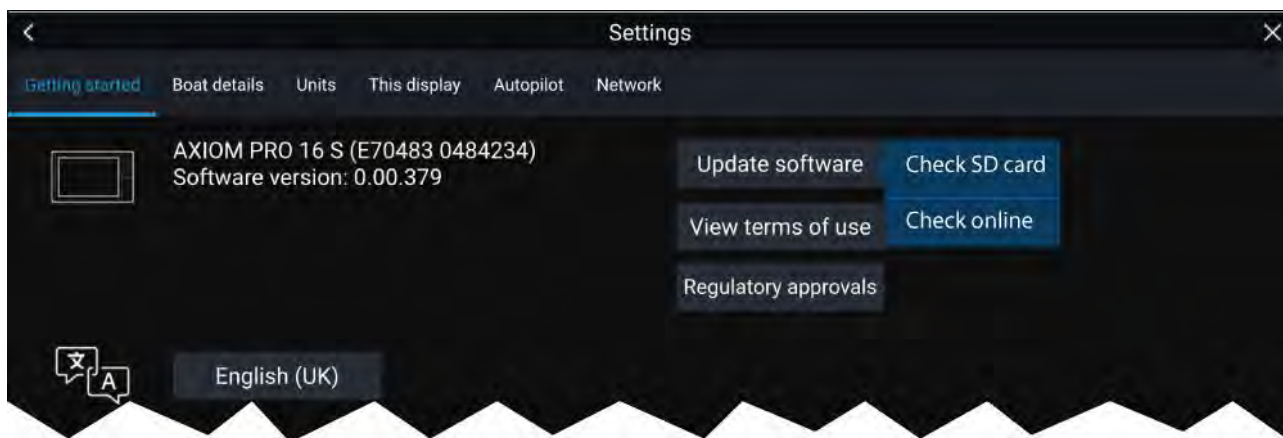 Settings
Getting started Boat details Units This display Autopilot Network
AXIOM PRO 16 S (E70483 0484234)
Software version: 0.00.379
Update software
Check SD card
Check online
View terms of use
Regulatory approvals
文 A
English (UK)